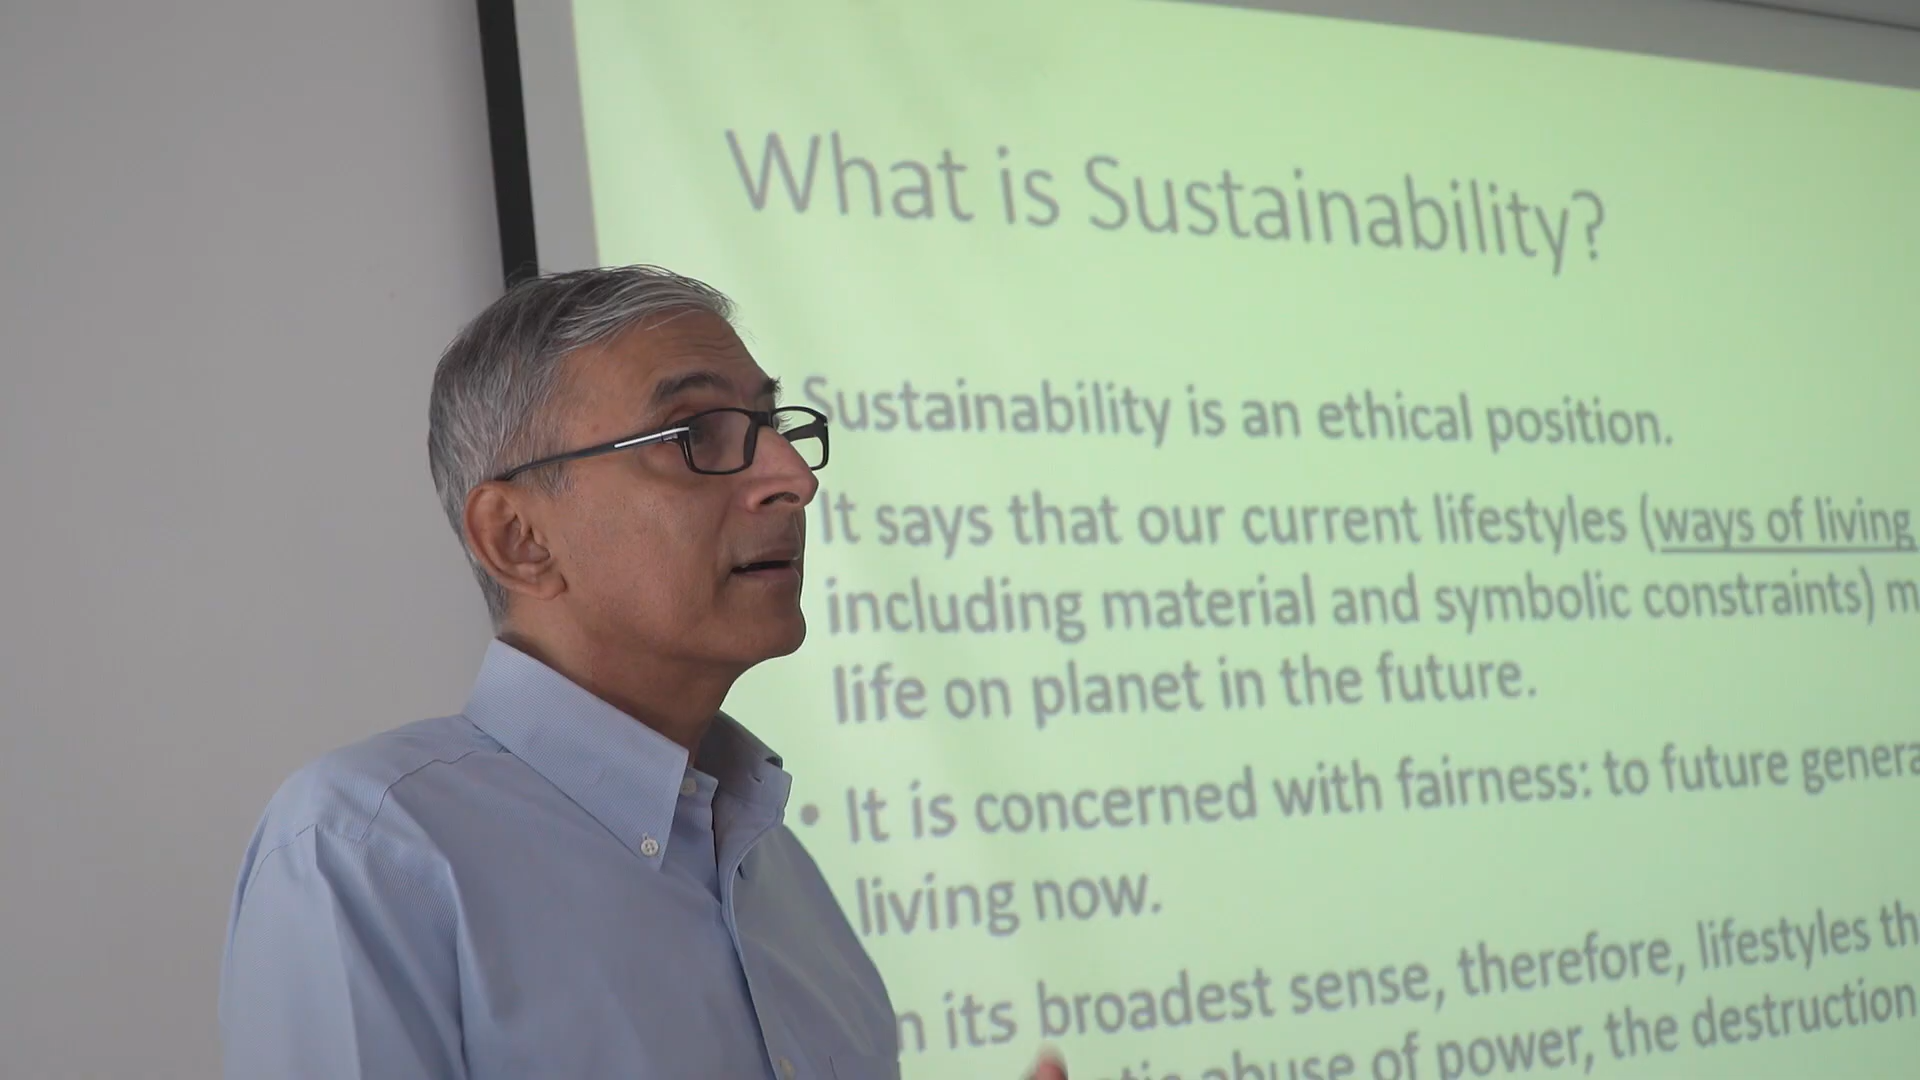 What is Sustainability?
Sustainability is an ethical position.
It says that our current lifestyles (ways of living
including material and symbolic constraints)
life on planet in the future.
• It is concerned with fairness: to future
living now.
its broadest sense, therefore, lifestyles
abuse of power, the destruction